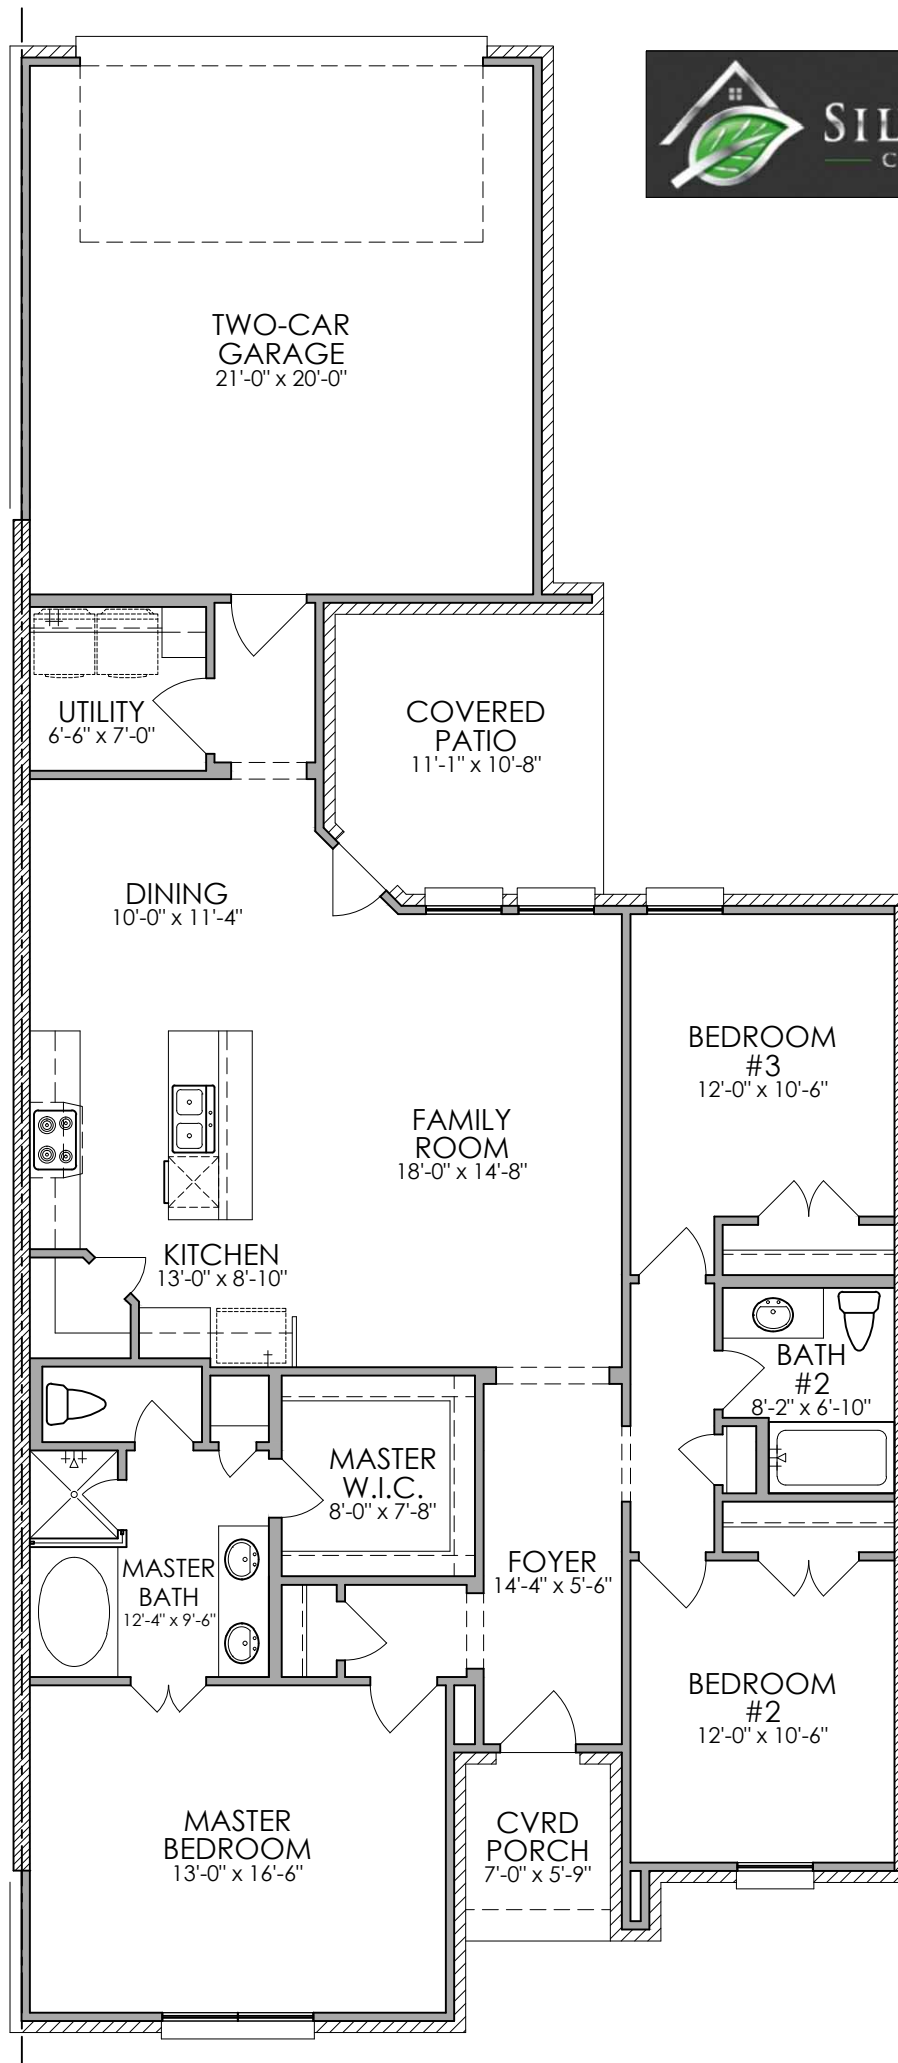 SIL
C
TWO-CAR
GARAGE
21'-0" x 20'-0"
UTILITY
6'-6" x 7'-0"
COVERED
PATIO
11'-1" x 10'-8"
DINING
10'-0" x 11'-4"
BEDROOM
#3
12'-0" x 10'-6"
FAMILY
ROOM
18'-0" x 14'-8"
KITCHEN
13'-0" x 8'-10"
BATH
#2
8'-2" x 6'-10"
MASTER
W.I.C.
8'-0" x 7'-8"
MASTER
BATH
12'-4" x 9'-6"
FOYER
14'-4" x 5'-6"
BEDROOM
#2
12'-0" x 10'-6"
MASTER
BEDROOM
13'-0" x 16'-6"
CVRD
PORCH
7'-0" x 5'-9"